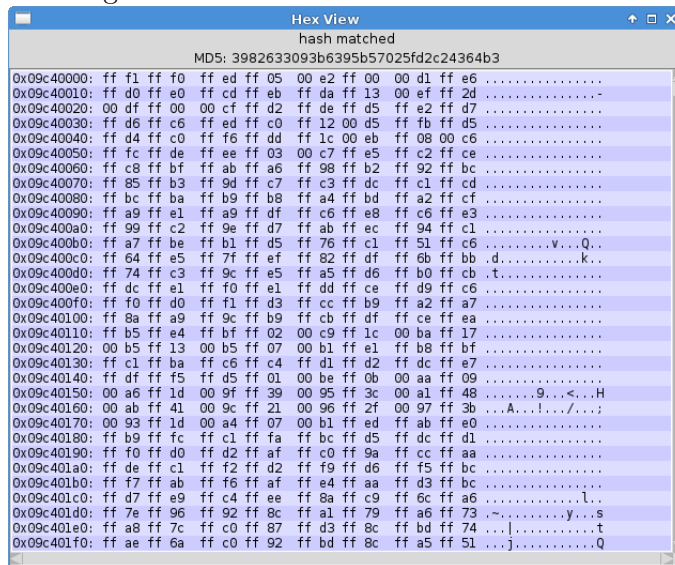 Hex View
hash matched
MD5: 3982633093b6395b57025fd2c24364b3
0x09c40000: ff f1 ff f0 ff ed ff 05 00 e2 ff 00 00 d1 ff e6 ................
0x09c40010: ff d0 ff e0 ff cd ff eb ff da ff 13 00 ef ff 2d ...............-
0x09c40020: 00 df ff 00 00 cf ff d2 ff de ff d5 ff e2 ff d7 ................
0x09c40030: ff d6 ff c6 ff ed ff c0 ff 12 00 d5 ff fb ff d5 ................
0x09c40040: ff d4 ff c0 ff f6 ff dd ff 1c 00 eb ff 08 00 c6 ................
0x09c40050: ff fc ff de ff ee ff 03 00 c7 ff e5 ff c2 ff ce ................
0x09c40060: ff c8 ff bf ff ab ff a6 ff 98 ff b2 ff 92 ff bc ................
0x09c40070: ff 85 ff b3 ff 9d ff c7 ff c3 ff dc ff c1 ff cd ................
0x09c40080: ff bc ff ba ff b9 ff b8 ff a4 ff bd ff a2 ff cf ................
0x09c40090: ff a9 ff e1 ff a9 ff df ff c6 ff e8 ff c6 ff e3 ................
0x09c400a0: ff 99 ff c2 ff 9e ff d7 ff ab ff ec ff 94 ff c1 ................
0x09c400b0: ff a7 ff be ff b1 ff d5 ff 76 ff c1 ff 51 ff c6 .........v...Q..
0x09c400c0: ff 64 ff e5 ff 7f ff ef ff 82 ff df ff 6b ff bb .d...........k..
0x09c400d0: ff 74 ff c3 ff 9c ff e5 ff a5 ff d6 ff b0 ff cb .t..............
0x09c400e0: ff dc ff e1 ff f0 ff e1 ff dd ff ce ff d9 ff c6 ................
0x09c400f0: ff f0 ff d0 ff f1 ff d3 ff cc ff b9 ff a2 ff a7 ................
0x09c40100: ff 8a ff a9 ff 9c ff b9 ff cb ff df ff ce ff ea ................
0x09c40110: ff b5 ff e4 ff bf ff 02 00 c9 ff 1c 00 ba ff 17 ................
0x09c40120: 00 b5 ff 13 00 b5 ff 07 00 b1 ff e1 ff b8 ff bf ................
0x09c40130: ff c1 ff ba ff c6 ff c4 ff d1 ff d2 ff dc ff e7 ................
0x09c40140: ff df ff f5 ff d5 ff 01 00 be ff 0b 00 aa ff 09 ................
0x09c40150: 00 a6 ff 1d 00 9f ff 39 00 95 ff 3c 00 a1 ff 48 .......9...<...H
0x09c40160: 00 ab ff 41 00 9c ff 21 00 96 ff 2f 00 97 ff 3b ...A...!.../...;
0x09c40170: 00 93 ff 1d 00 a4 ff 07 00 b1 ff ed ff ab ff e0 ................
0x09c40180: ff b9 ff fc ff c1 ff fa ff bc ff d5 ff dc ff d1 ................
0x09c40190: ff f0 ff d0 ff d2 ff af ff c0 ff 9a ff cc ff aa ................
0x09c401a0: ff de ff c1 ff f2 ff d2 ff f9 ff d6 ff f5 ff bc ................
0x09c401b0: ff f7 ff ab ff f6 ff af ff e4 ff aa ff d3 ff bc ................
0x09c401c0: ff d7 ff e9 ff c4 ff ee ff 8a ff c9 ff 6c ff a6 .............l..
0x09c401d0: ff 7e ff 96 ff 92 ff 8c ff a1 ff 79 ff a6 ff 73 .~.........y...s
0x09c401e0: ff a8 ff 7c ff c0 ff 87 ff d3 ff 8c ff bd ff 74 ...|...........t
0x09c401f0: ff ae ff 6a ff c0 ff 92 ff bd ff 8c ff a5 ff 51 ...j...........Q